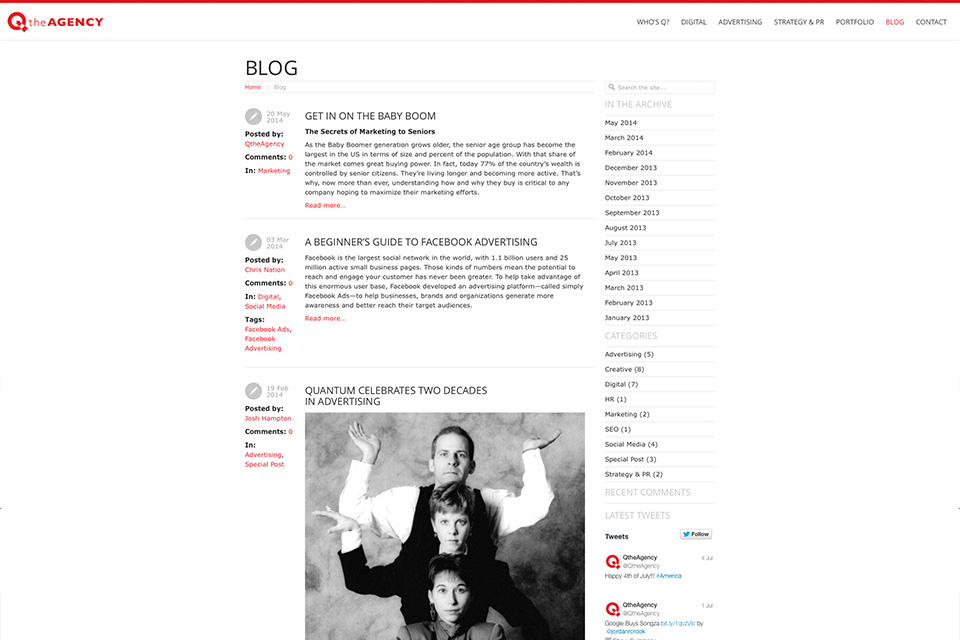 QtheAGENCY
WHO'S Q? DIGITAL ADVERTISING STRATEGY & PR PORTFOLIO BLOG CONTACT
BLOG
Home : Blog
20 May
2014
Posted by:
QtheAgency
Comments: 0
In: Marketing
GET IN ON THE BABY BOOM
The Secrets of Marketing to Seniors
As the Baby Boomer generation grows older, the senior age group has become the
largest in the US in terms of size and percent of the population. With that share of
the market comes great buying power. In fact, today 77% of the country's wealth is
controlled by senior citizens. They're living longer and becoming more active. That's
why, now more than ever, understanding how and why they buy is critical to any
company hoping to maximize their marketing efforts.
Read more...
03 Mar
2014
Posted by:
Chris Nation
Comments: 0
In: Digital,
Social Media
Tags:
Facebook Ads,
Facebook
Advertising
A BEGINNER'S GUIDE TO FACEBOOK ADVERTISING
Facebook is the largest social network in the world, with 1.1 billion users and 25
million active small business pages. Those kinds of numbers mean the potential to
reach and engage your customer has never been greater. To help take advantage of
this enormous user base, Facebook developed an advertising platform—called simply
Facebook Ads—to help businesses, brands and organizations generate more
awareness and better reach their target audiences.
Read more...
19 Feb
2014
Posted by:
Josh Hampton
Comments: 0
In:
Advertising,
Special Post
QUANTUM CELEBRATES TWO DECADES
IN ADVERTISING
Search the site...
IN THE ARCHIVE
May 2014
March 2014
February 2014
December 2013
November 2013
October 2013
September 2013
August 2013
July 2013
May 2013
April 2013
March 2013
February 2013
January 2013
CATEGORIES
Advertising (5)
Creative (8)
Digital (7)
HR (1)
Marketing (2)
SEO (1)
Social Media (4)
Special Post (3)
Strategy & PR (2)
RECENT COMMENTS
LATEST TWEETS
Tweets Follow
QtheAgency 4 Jul
@QtheAgency
Happy 4th of July!!! #America
QtheAgency 1 Jul
@QtheAgency
Google Buys Songza bit.ly/1qvzVlc by
@jordanrcrook